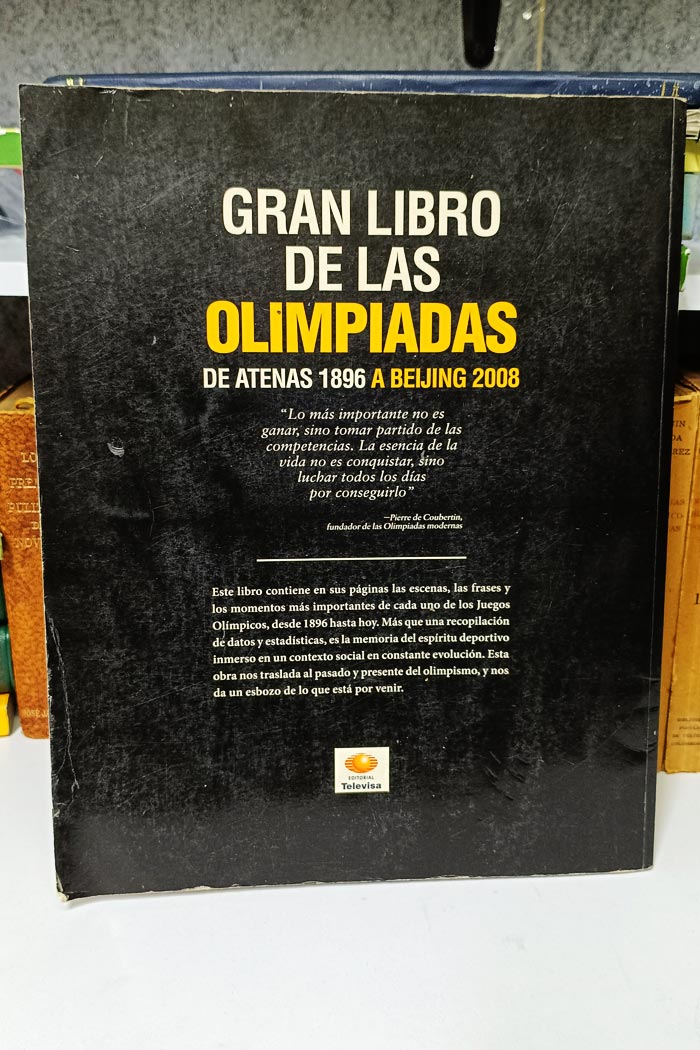 GRAN LIBRO
DE LAS
OLIMPIADAS
DE ATENAS 1896 A BEIJING 2008
“Lo más importante no es
ganar, sino tomar partido de las
competencias. La esencia de la
vida no es conquistar, sino
luchar todos los días
por conseguirlo”
—Pierre de Coubertin,
fundador de las Olimpiadas modernas
Este libro contiene en sus páginas las escenas, las frases y
los momentos más importantes de cada uno de los Juegos
Olímpicos, desde 1896 hasta hoy. Más que una recopilación
de datos y estadísticas, es la memoria del espíritu deportivo
inmerso en un contexto social en constante evolución. Esta
obra nos traslada al pasado y presente del olimpismo, y nos
da un esbozo de lo que está por venir.
EDITORIAL
Televisa